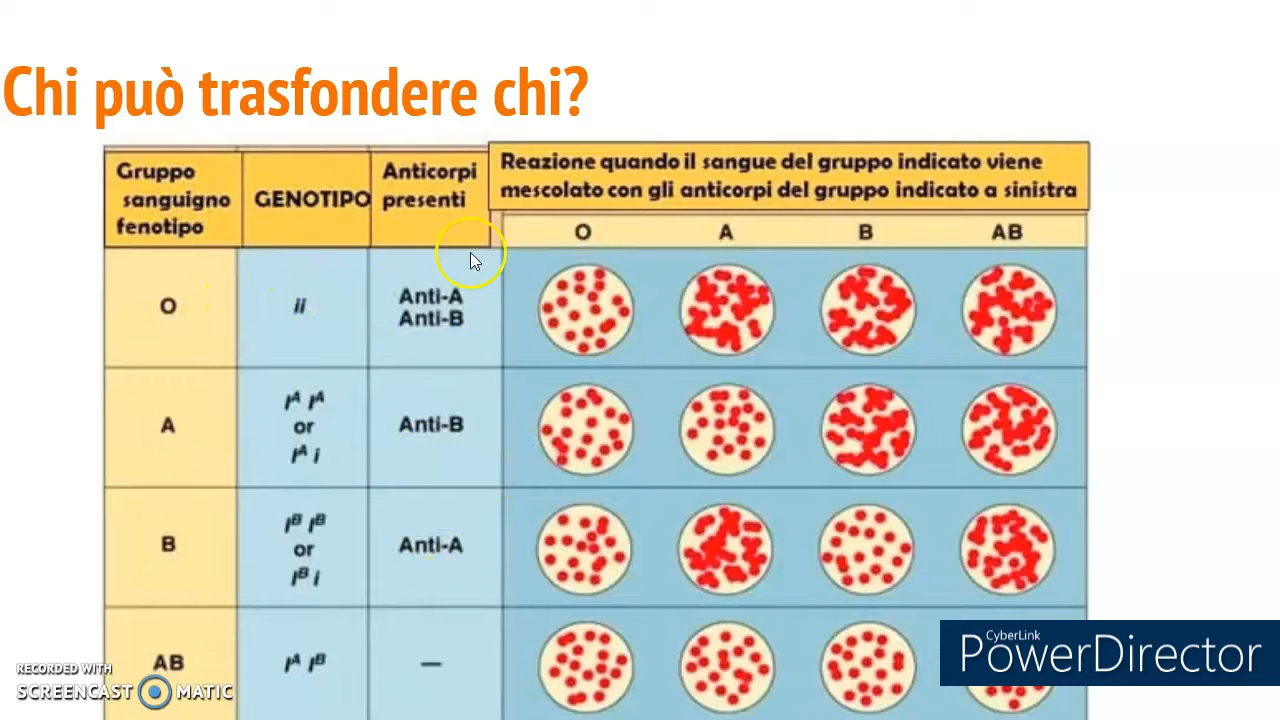 Chi può trasfondere chi?
Gruppo
sanguigno
fenotipo
GENOTIPO
Anticorpi
presenti
Reazione quando il sangue del gruppo indicato viene
mescolato con gli anticorpi del gruppo indicato a sinistra
O A B AB
O
ii
Anti-A
Anti-B
A
Iᴬ Iᴬ
or
Iᴬ i
Anti-B
B
Iᴮ Iᴮ
or
Iᴮ i
Anti-A
AB
Iᴬ Iᴮ
—
RECORDED WITH
SCREENCAST MATIC
CyberLink
PowerDirector